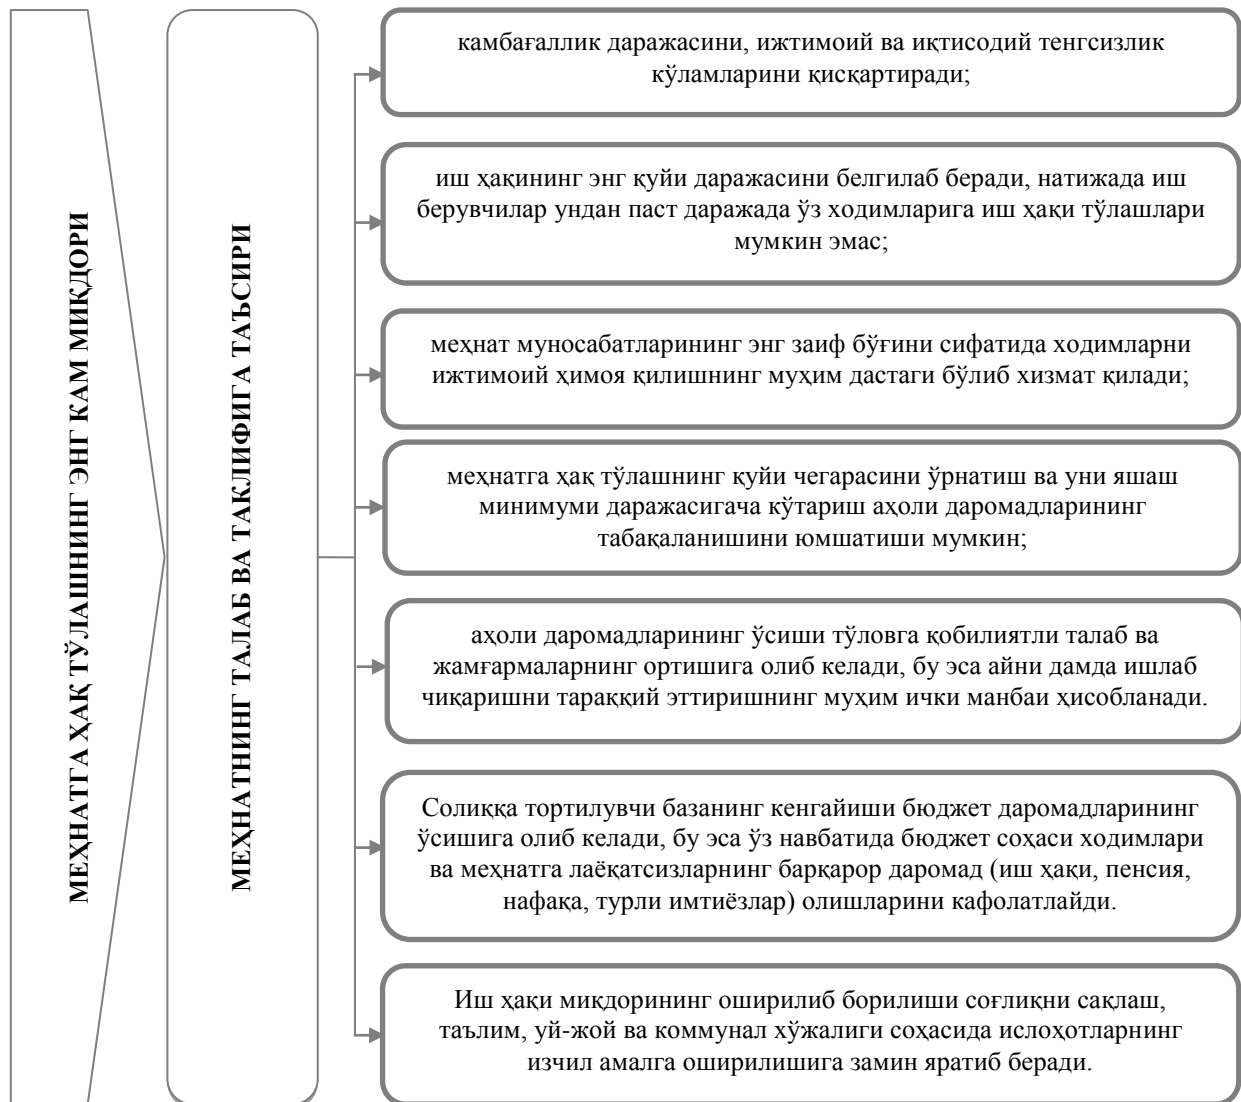 МЕҲНАТГА ҲАҚ ТЎЛАШНИНГ ЭНГ КАМ МИҚДОРИ
МЕҲНАТНИНГ ТАЛАБ ВА ТАКЛИФИГА ТАЪСИРИ
камбағаллик даражасини, ижтимоий ва иқтисодий тенгсизлик
кўламларини қисқартиради;
иш ҳақининг энг қуйи даражасини белгилаб беради, натижада иш
берувчилар ундан паст даражада ўз ходимларига иш ҳақи тўлашлари
мумкин эмас;
меҳнат муносабатларининг энг заиф бўғини сифатида ходимларни
ижтимоий ҳимоя қилишнинг муҳим дастаги бўлиб хизмат қилади;
меҳнатга ҳақ тўлашнинг қуйи чегарасини ўрнатиш ва уни яшаш
минимуми даражасигача кўтариш аҳоли даромадларининг
табақаланишини юмшатиши мумкин;
аҳоли даромадларининг ўсиши тўловга қобилиятли талаб ва
жамғармаларнинг ортишига олиб келади, бу эса айни дамда ишлаб
чиқаришни тараққий эттиришнинг муҳим ички манбаи ҳисобланади.
Солиққа тортилувчи базанинг кенгайиши бюджет даромадларининг
ўсишига олиб келади, бу эса ўз навбатида бюджет соҳаси ходимлари
ва меҳнатга лаёқатсизларнинг барқарор даромад (иш ҳақи, пенсия,
нафақа, турли имтиёзлар) олишларини кафолатлайди.
Иш ҳақи миқдорининг оширилиб борилиши соғлиқни сақлаш,
таълим, уй-жой ва коммунал хўжалиги соҳасида ислоҳотларнинг
изчил амалга оширилишига замин яратиб беради.